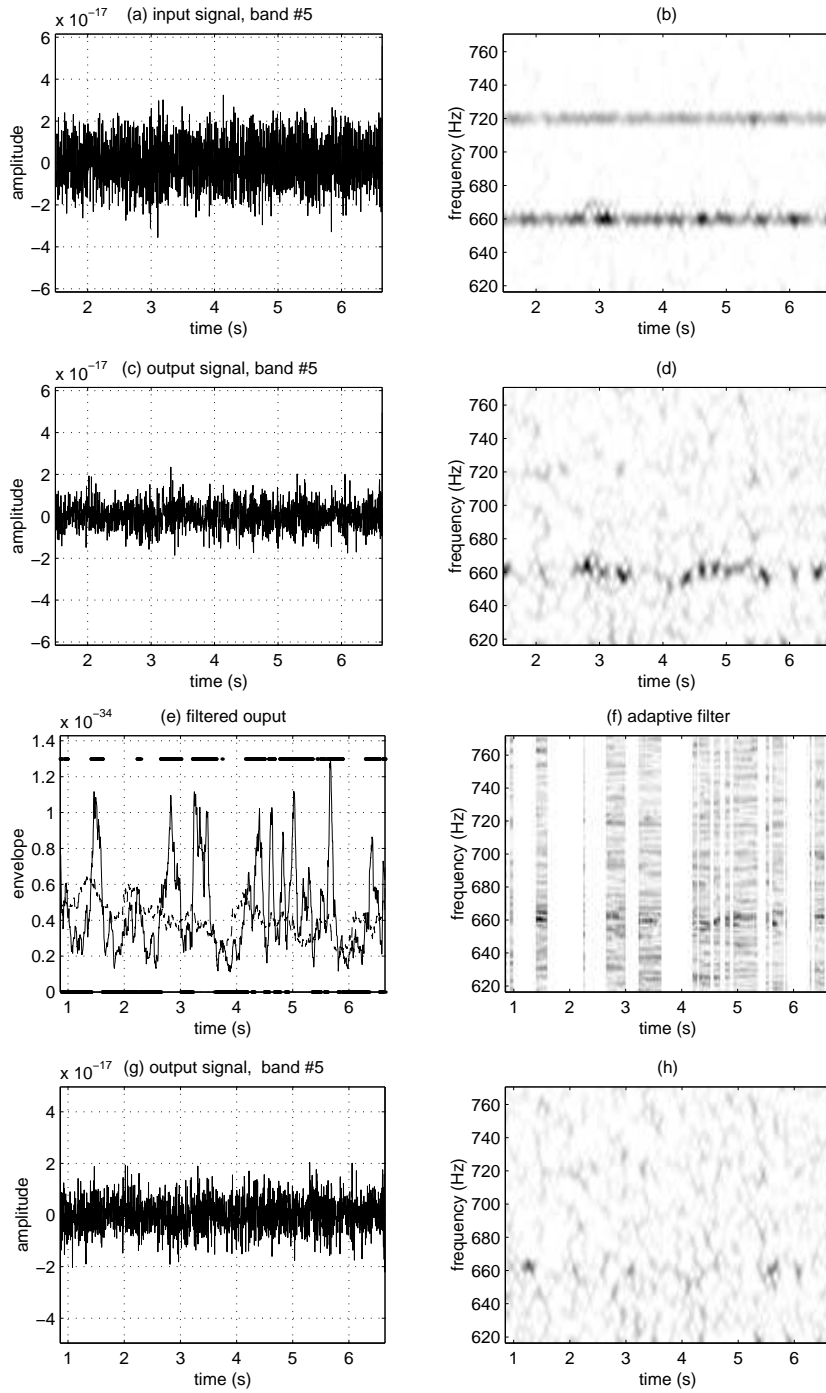 (a) input signal, band #5
x 10−17
6
4
2
0
−2
−4
−6
amplitude
2 3 4 5 6
time (s)
(b)
760
740
720
700
680
660
640
620
frequency (Hz)
2 3 4 5 6
time (s)
(c) output signal, band #5
x 10−17
6
4
2
0
−2
−4
−6
amplitude
2 3 4 5 6
time (s)
(d)
760
740
720
700
680
660
640
620
frequency (Hz)
2 3 4 5 6
time (s)
(e) filtered ouput
x 10−34
1.4
1.2
1
0.8
0.6
0.4
0.2
0
envelope
1 2 3 4 5 6
time (s)
(f) adaptive filter
760
740
720
700
680
660
640
620
frequency (Hz)
1 2 3 4 5 6
time (s)
(g) output signal, band #5
x 10−17
4
2
0
−2
−4
amplitude
1 2 3 4 5 6
time (s)
(h)
760
740
720
700
680
660
640
620
frequency (Hz)
1 2 3 4 5 6
time (s)